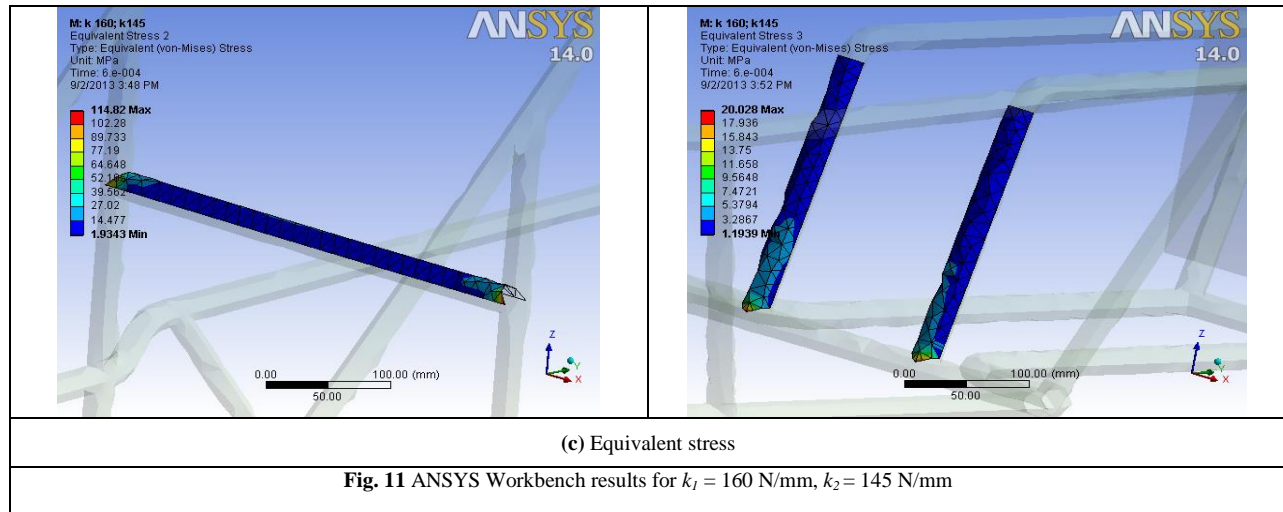 M: k 160; k145
Equivalent Stress 2
Type: Equivalent (von-Mises) Stress
Unit: MPa
Time: 6.e-004
9/2/2013 3:48 PM
ANSYS
14.0
114.82 Max
102.28
89.733
77.19
64.648
39.562
27.02
14.477
1.9343 Min
0.00
100.00 (mm)
50.00
Z
Y
X
M: k 160; k145
Equivalent Stress 3
Type: Equivalent (von-Mises) Stress
Unit: MPa
Time: 6.e-004
9/2/2013 3:52 PM
ANSYS
14.0
20.028 Max
17.936
15.843
13.75
11.658
9.5648
7.4721
5.3794
3.2867
1.1939 Min
0.00
100.00 (mm)
50.00
Z
Y
X
(c) Equivalent stress
Fig. 11 ANSYS Workbench results for k1 = 160 N/mm, k2 = 145 N/mm